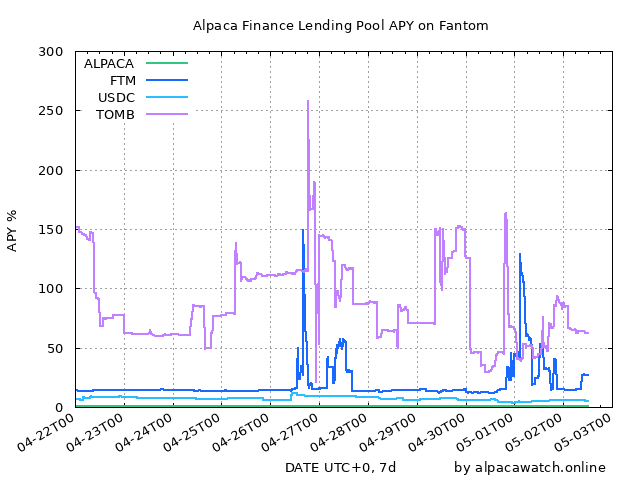 Alpaca Finance Lending Pool APY on Fantom
300
250
200
150
100
50
0
APY %
ALPACA
FTM
USDC
TOMB
04-22T00
04-23T00
04-24T00
04-25T00
04-26T00
04-27T00
04-28T00
04-29T00
04-30T00
05-01T00
05-02T00
05-03T00
DATE UTC+0, 7d
by alpacawatch.online